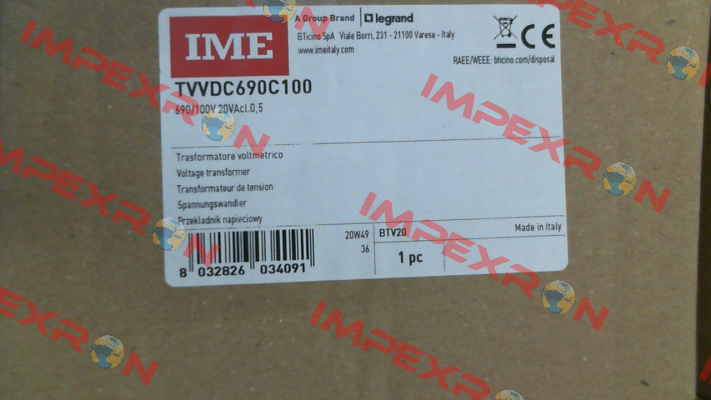 IME
A Group Brand legrand
BTicino SpA Viale Borri, 231 - 21100 Varese - Italy
www.imeitaly.com
RAEE/WEEE: bticino.com/disposal
TVVDC690C100
690/100V 20VAcl.0,5
Trasformatore voltmetrico
Voltage transformer
Transformateur de tension
Spannungswandler
Przekladnik napieciowy
8 032826 034091
20W49
36
BTV20
1 pc
Made in Italy
IMPEXRON
IMPEXRON
IMPEXRON
IMPEXRON
IMPEXRON
IMPEXRON
IMPEXRON